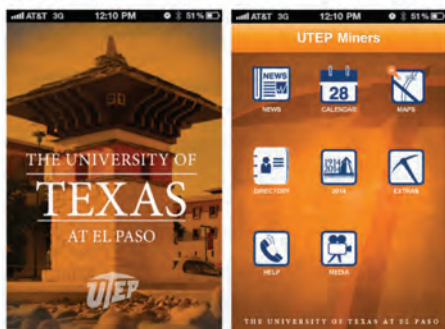 AT&T 3G 12:10 PM 51%
THE UNIVERSITY OF
TEXAS
AT EL PASO
UTEP
AT&T 3G 12:10 PM 51%
UTEP Miners
NEWS
28
NEWS CALENDAR MAPS
1914
2014
DIRECTORY 2014 EXTRAS
HELP MEDIA
THE UNIVERSITY OF TEXAS AT EL PASO